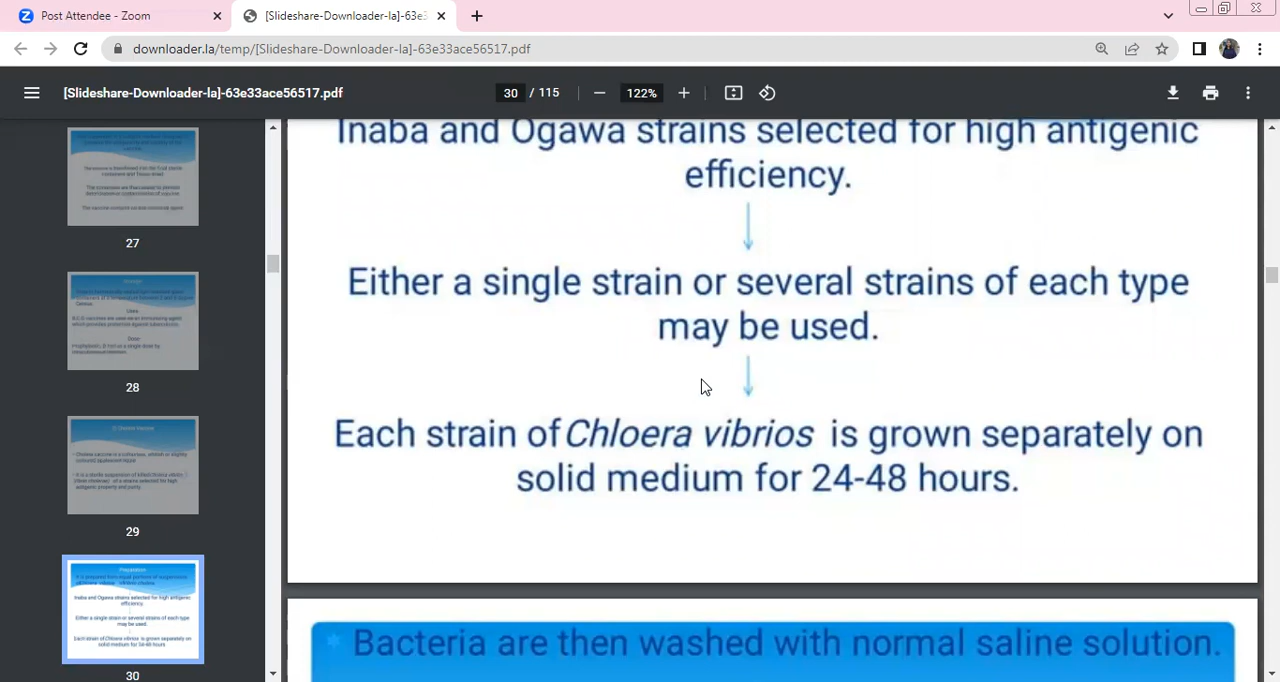 Post Attendee - Zoom
[Slideshare-Downloader-la]-63e3
downloader.la/temp/[Slideshare-Downloader-la]-63e33ace56517.pdf
[Slideshare-Downloader-la]-63e33ace56517.pdf
30 / 115
122%
27
28
29
Preparation
30
Inaba and Ogawa strains selected for high antigenic
efficiency.
Either a single strain or several strains of each type
may be used.
Each strain of Chloera vibrios is grown separately on
solid medium for 24-48 hours.
* Bacteria are then washed with normal saline solution.